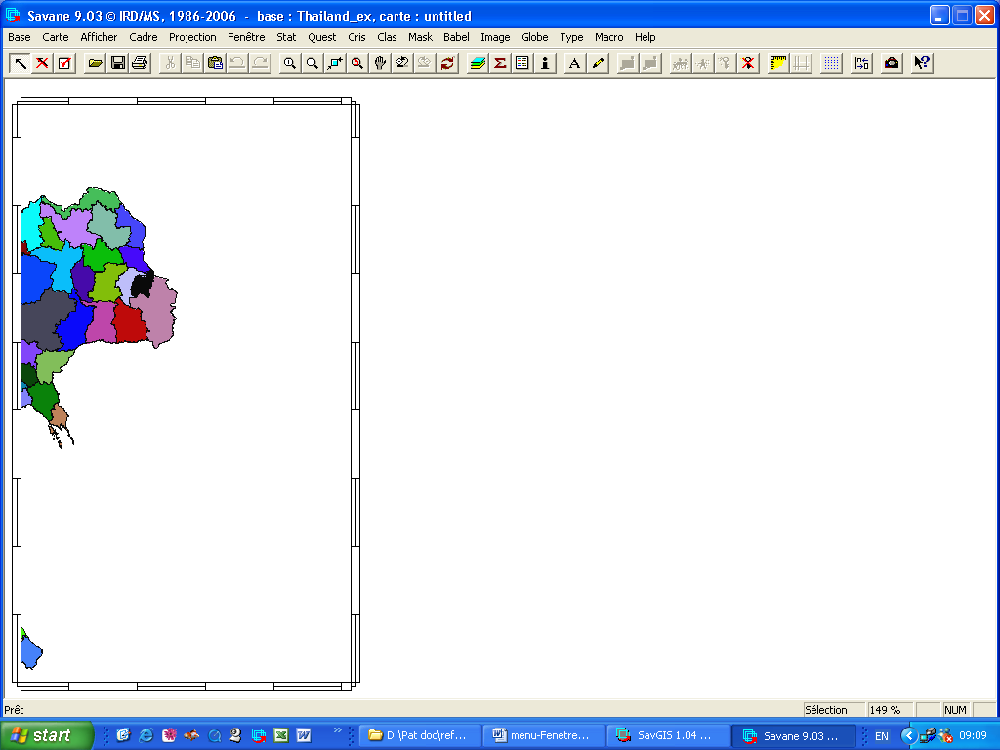 Savane 9.03 © IRD/MS, 1986-2006 - base : Thailand_ex, carte : untitled
Base Carte Afficher Cadre Projection Fenêtre Stat Quest Cris Clas Mask Babel Image Globe Type Macro Help
Prêt Sélection 149 % NUM
start D:\Pat doc\ref... menu-Fenetre... SavGIS 1.04 ... Savane 9.03 ... EN 09:09